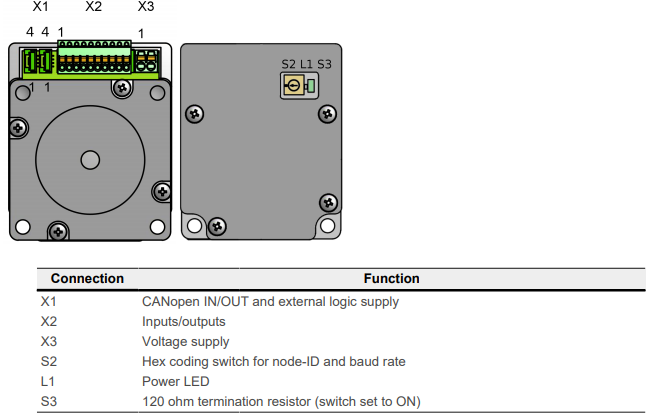 X1 X2 X3
4 4 1 1
1 1
S2 L1 S3
Connection Function
X1 CANopen IN/OUT and external logic supply
X2 Inputs/outputs
X3 Voltage supply
S2 Hex coding switch for node-ID and baud rate
L1 Power LED
S3 120 ohm termination resistor (switch set to ON)